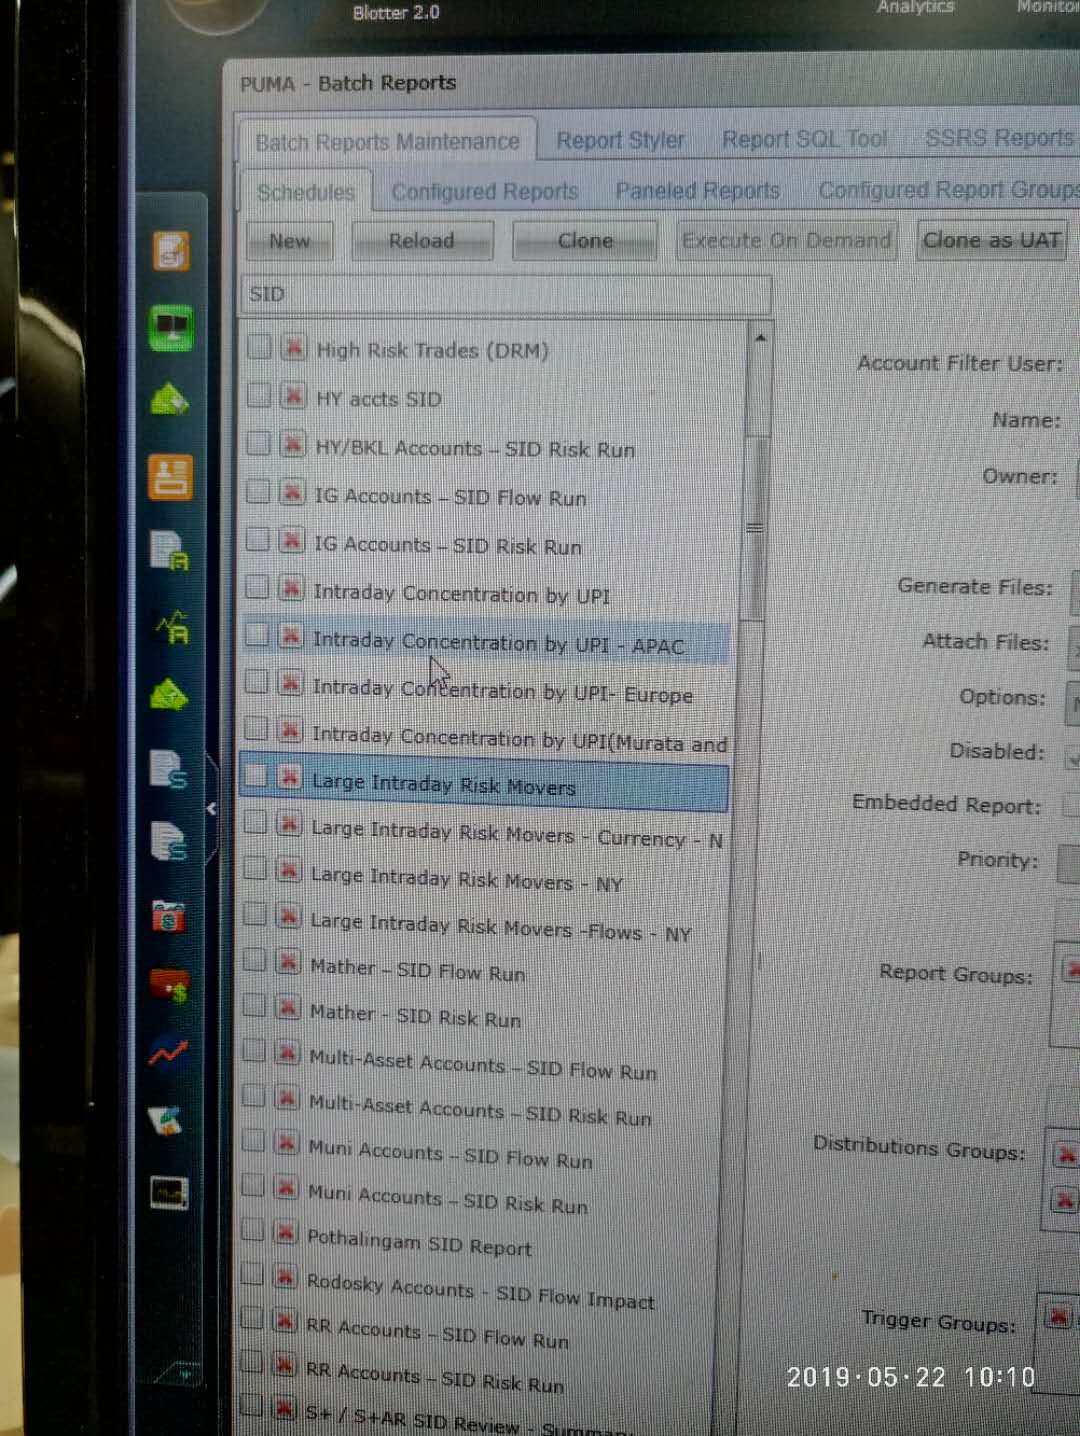 Blotter 2.0
Analytics
PUMA - Batch Reports
Batch Reports Maintenance Report Styler Report SQL Tool SSRS Reports
Schedules Configured Reports Paneled Reports Configured Report Groups
New Reload Clone Execute On Demand Clone as UAT
SID
High Risk Trades (DRM)
HY accts SID
HY/BKL Accounts – SID Risk Run
IG Accounts – SID Flow Run
IG Accounts – SID Risk Run
Intraday Concentration by UPI
Intraday Concentration by UPI - APAC
Intraday Concentration by UPI- Europe
Intraday Concentration by UPI(Murata and
Large Intraday Risk Movers
Large Intraday Risk Movers - Currency - N
Large Intraday Risk Movers - NY
Large Intraday Risk Movers -Flows - NY
Mather – SID Flow Run
Mather - SID Risk Run
Multi-Asset Accounts – SID Flow Run
Multi-Asset Accounts – SID Risk Run
Muni Accounts – SID Flow Run
Muni Accounts – SID Risk Run
Pothalingam SID Report
Rodosky Accounts - SID Flow Impact
RR Accounts – SID Flow Run
RR Accounts – SID Risk Run
S+ / S+AR SID Review - Summary
Account Filter User:
Name:
Owner:
Generate Files:
Attach Files:
Options:
Disabled:
Embedded Report:
Priority:
Report Groups:
Distributions Groups:
Trigger Groups:
2019·05·22 10:10